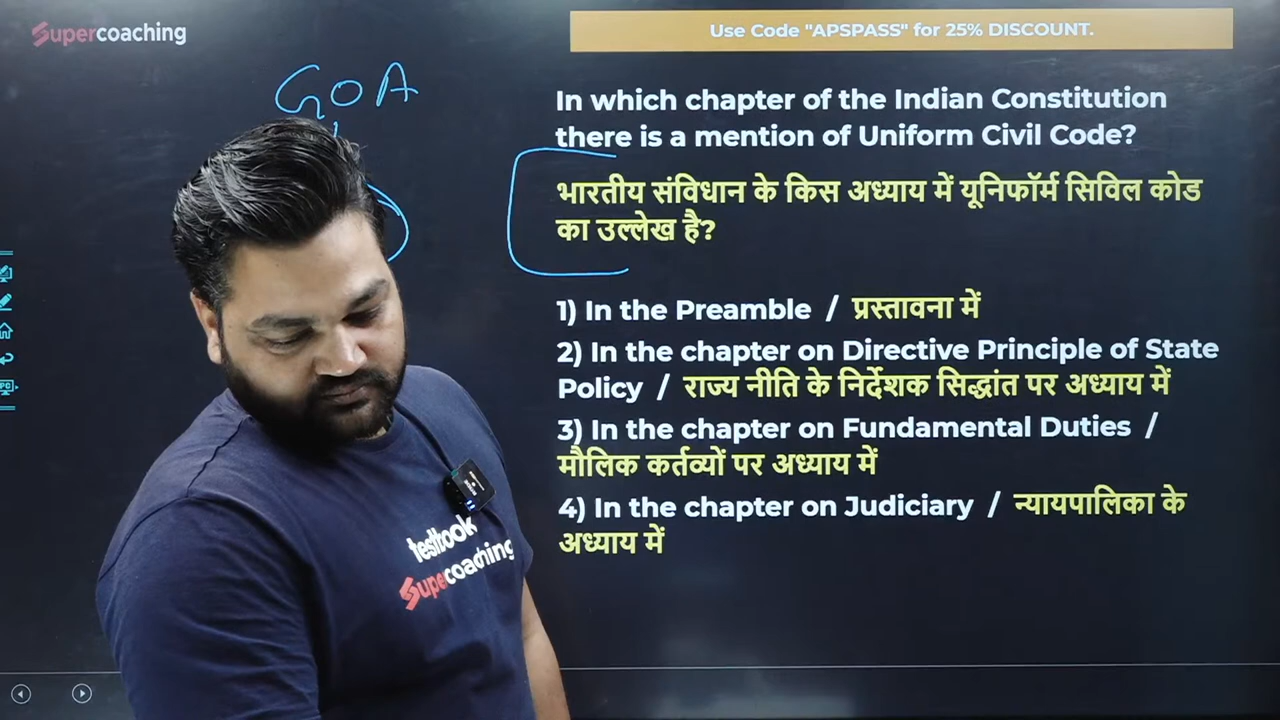 Supercoaching
Use Code "APSPASS" for 25% DISCOUNT.
GOA
In which chapter of the Indian Constitution
there is a mention of Uniform Civil Code?
भारतीय संविधान के किस अध्याय में यूनिफॉर्म सिविल कोड
का उल्लेख है?
1) In the Preamble / प्रस्तावना में
2) In the chapter on Directive Principle of State
Policy / राज्य नीति के निर्देशक सिद्धांत पर अध्याय में
3) In the chapter on Fundamental Duties /
मौलिक कर्तव्यों पर अध्याय में
4) In the chapter on Judiciary / न्यायपालिका के
अध्याय में
testbook
Supercoaching